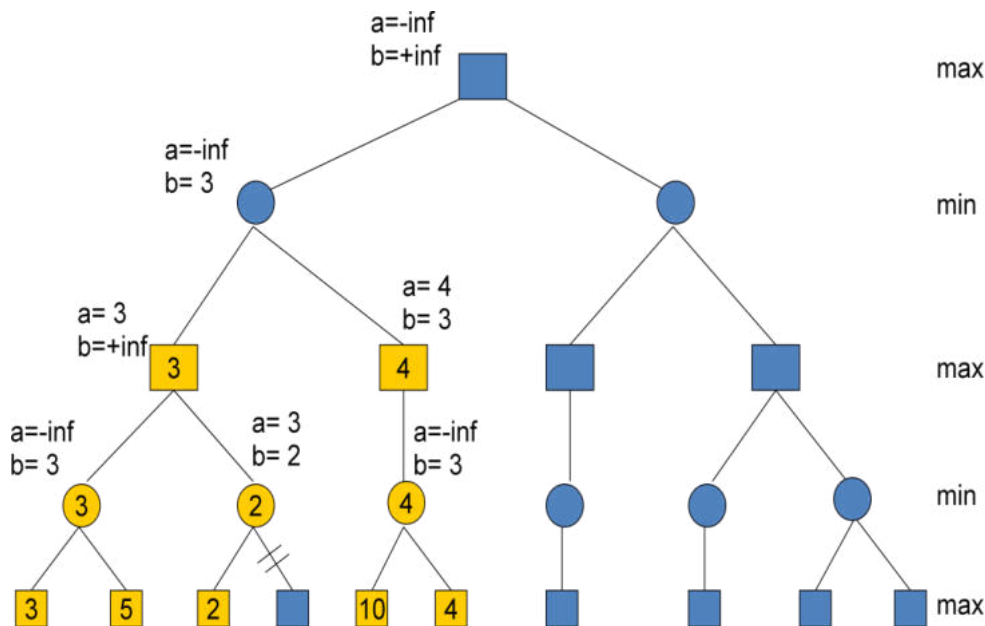 a=-inf
b=+inf
max
a=-inf
b= 3
min
a= 3
b=+inf
a= 4
b= 3
3
4
max
a=-inf
b= 3
a= 3
b= 2
a=-inf
b= 3
3
2
4
min
3
5
2
10
4
max